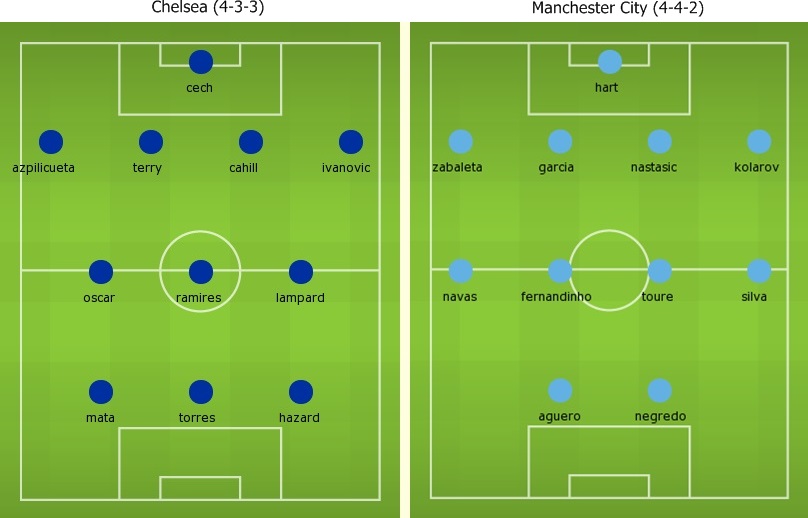 Chelsea (4-3-3)
cech
azpilicueta terry cahill ivanovic
oscar ramires lampard
mata torres hazard
Manchester City (4-4-2)
hart
zabaleta garcia nastasic kolarov
navas fernandinho toure silva
aguero negredo